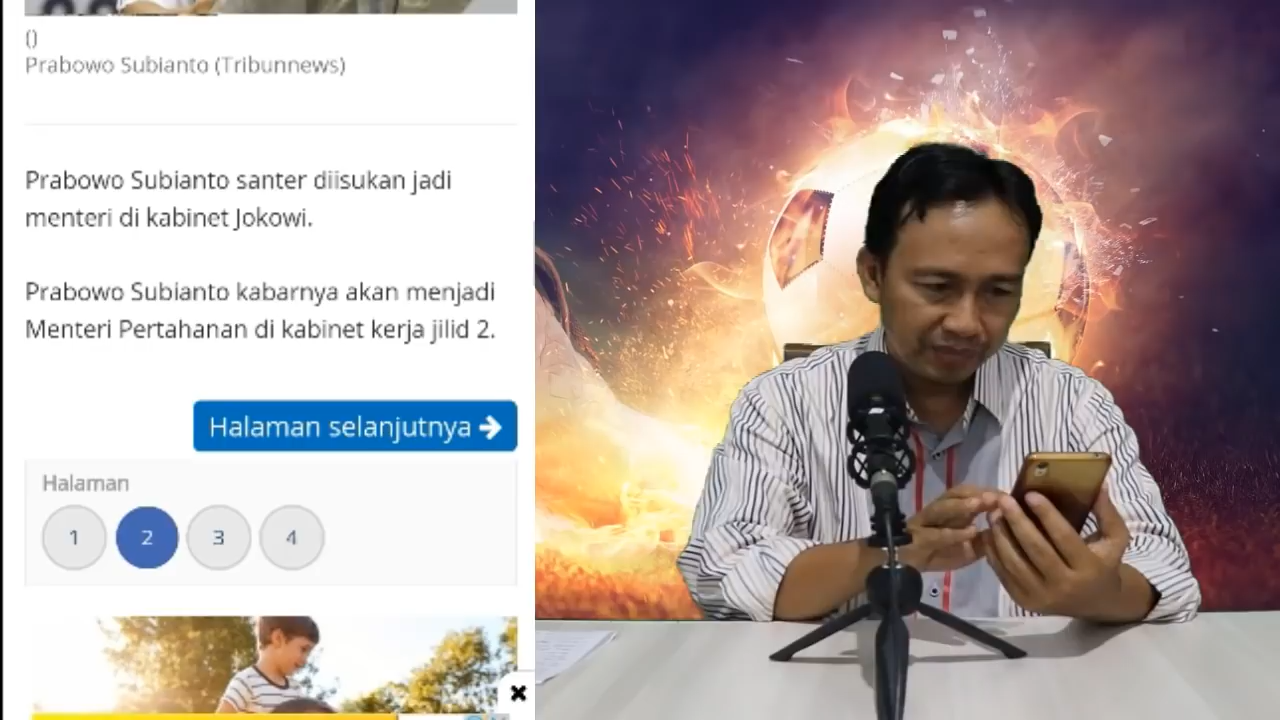 ()
Prabowo Subianto (Tribunnews)
Prabowo Subianto santer diisukan jadi
menteri di kabinet Jokowi.
Prabowo Subianto kabarnya akan menjadi
Menteri Pertahanan di kabinet kerja jilid 2.
Halaman selanjutnya →
Halaman
1 2 3 4